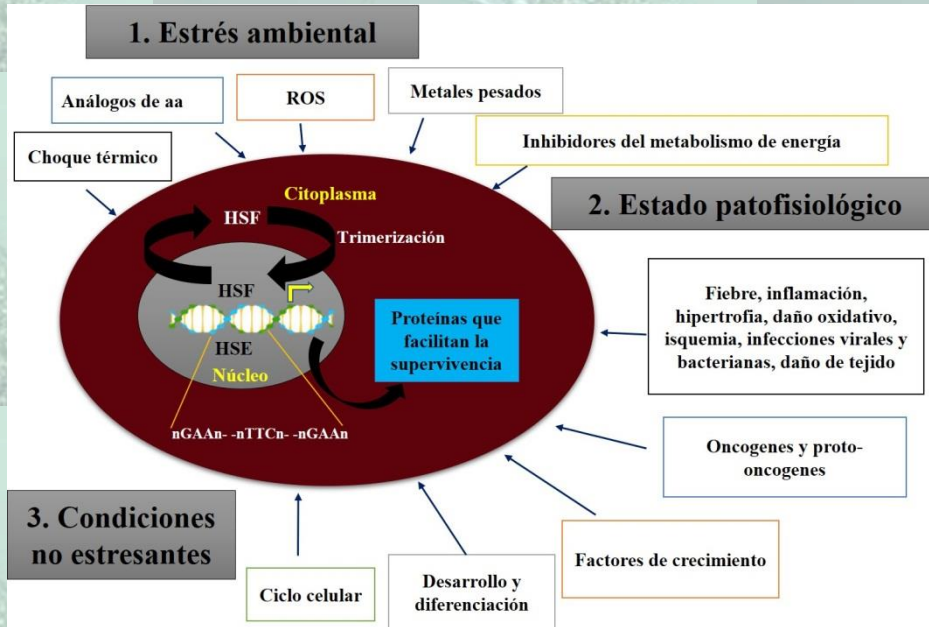 1. Estrés ambiental
Análogos de aa
ROS
Metales pesados
Choque térmico
Inhibidores del metabolismo de energía
Citoplasma
HSF
Trimerización
2. Estado patofisiológico
HSF
HSE
Núcleo
Proteínas que
facilitan la
supervivencia
Fiebre, inflamación,
hipertrofia, daño oxidativo,
isquemia, infecciones virales y
bacterianas, daño de tejido
nGAAn- -nTTCn- -nGAAn
Oncogenes y proto-
oncogenes
3. Condiciones
no estresantes
Factores de crecimiento
Ciclo celular
Desarrollo y
diferenciación